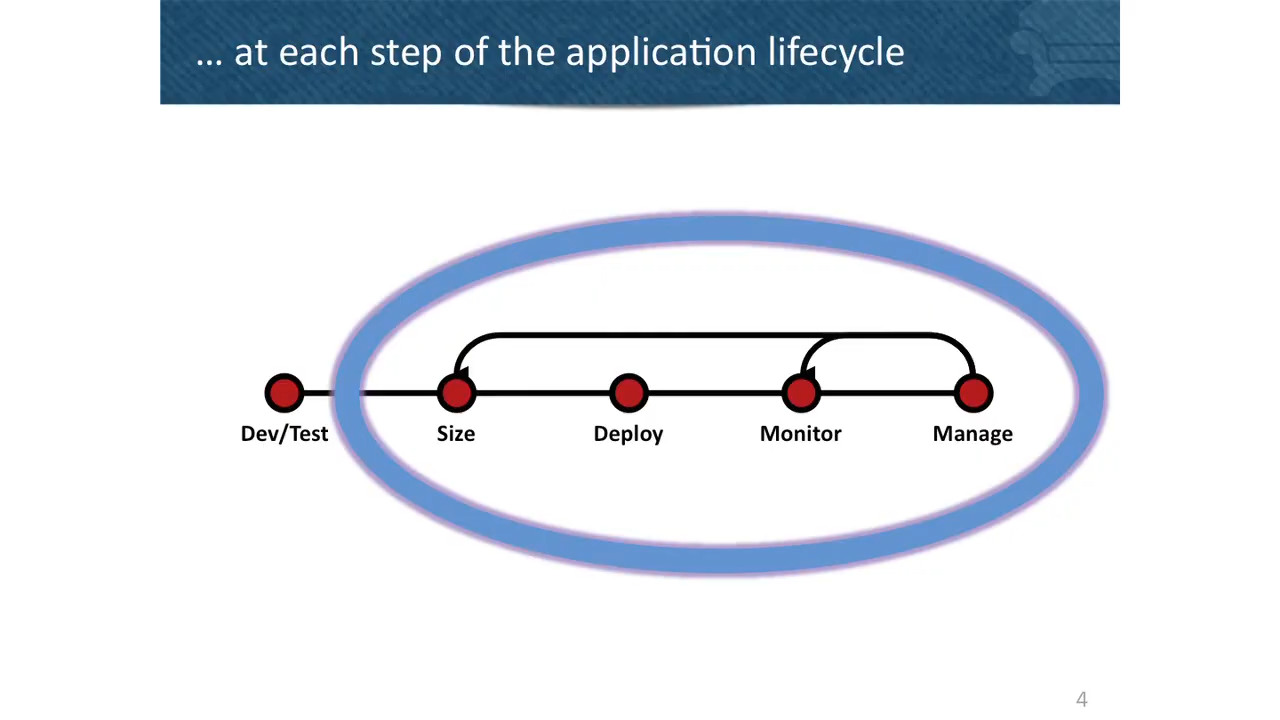 ... at each step of the application lifecycle
Dev/Test
Size
Deploy
Monitor
Manage
4